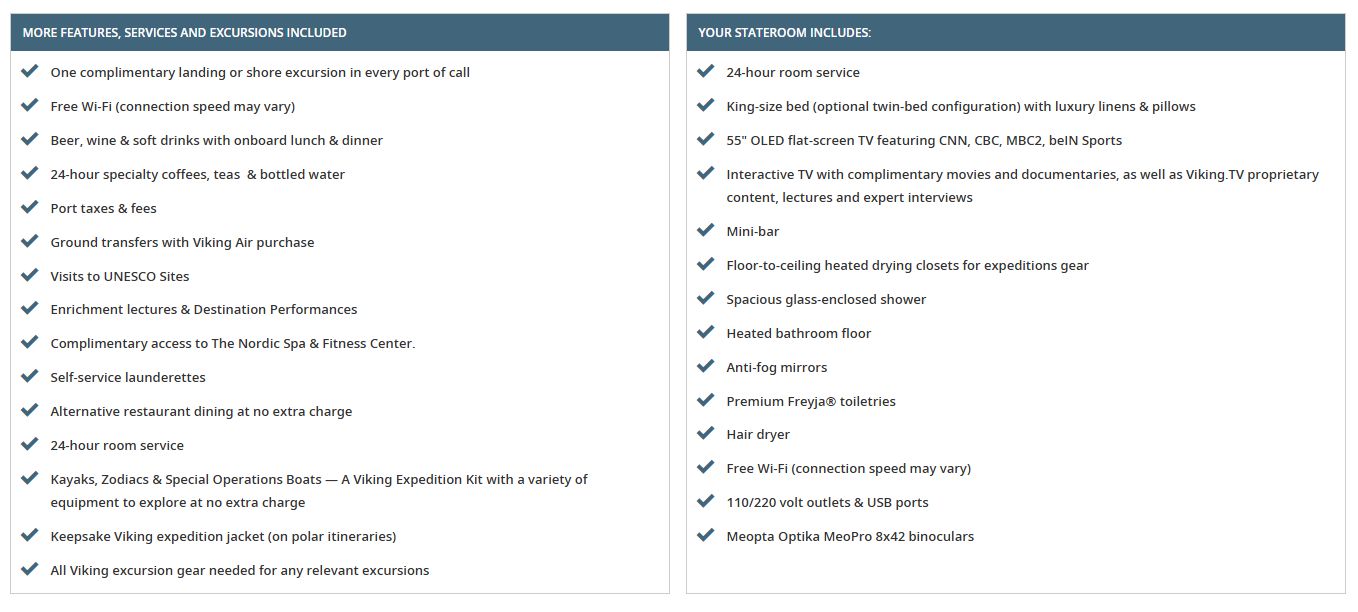 MORE FEATURES, SERVICES AND EXCURSIONS INCLUDED
One complimentary landing or shore excursion in every port of call
Free Wi-Fi (connection speed may vary)
Beer, wine & soft drinks with onboard lunch & dinner
24-hour specialty coffees, teas  & bottled water
Port taxes & fees
Ground transfers with Viking Air purchase
Visits to UNESCO Sites
Enrichment lectures & Destination Performances
Complimentary access to The Nordic Spa & Fitness Center.
Self-service launderettes
Alternative restaurant dining at no extra charge
24-hour room service
Kayaks, Zodiacs & Special Operations Boats — A Viking Expedition Kit with a variety of
equipment to explore at no extra charge
Keepsake Viking expedition jacket (on polar itineraries)
All Viking excursion gear needed for any relevant excursions
YOUR STATEROOM INCLUDES:
24-hour room service
King-size bed (optional twin-bed configuration) with luxury linens & pillows
55" OLED flat-screen TV featuring CNN, CBC, MBC2, beIN Sports
Interactive TV with complimentary movies and documentaries, as well as Viking.TV proprietary
content, lectures and expert interviews
Mini-bar
Floor-to-ceiling heated drying closets for expeditions gear
Spacious glass-enclosed shower
Heated bathroom floor
Anti-fog mirrors
Premium Freyja® toiletries
Hair dryer
Free Wi-Fi (connection speed may vary)
110/220 volt outlets & USB ports
Meopta Optika MeoPro 8x42 binoculars